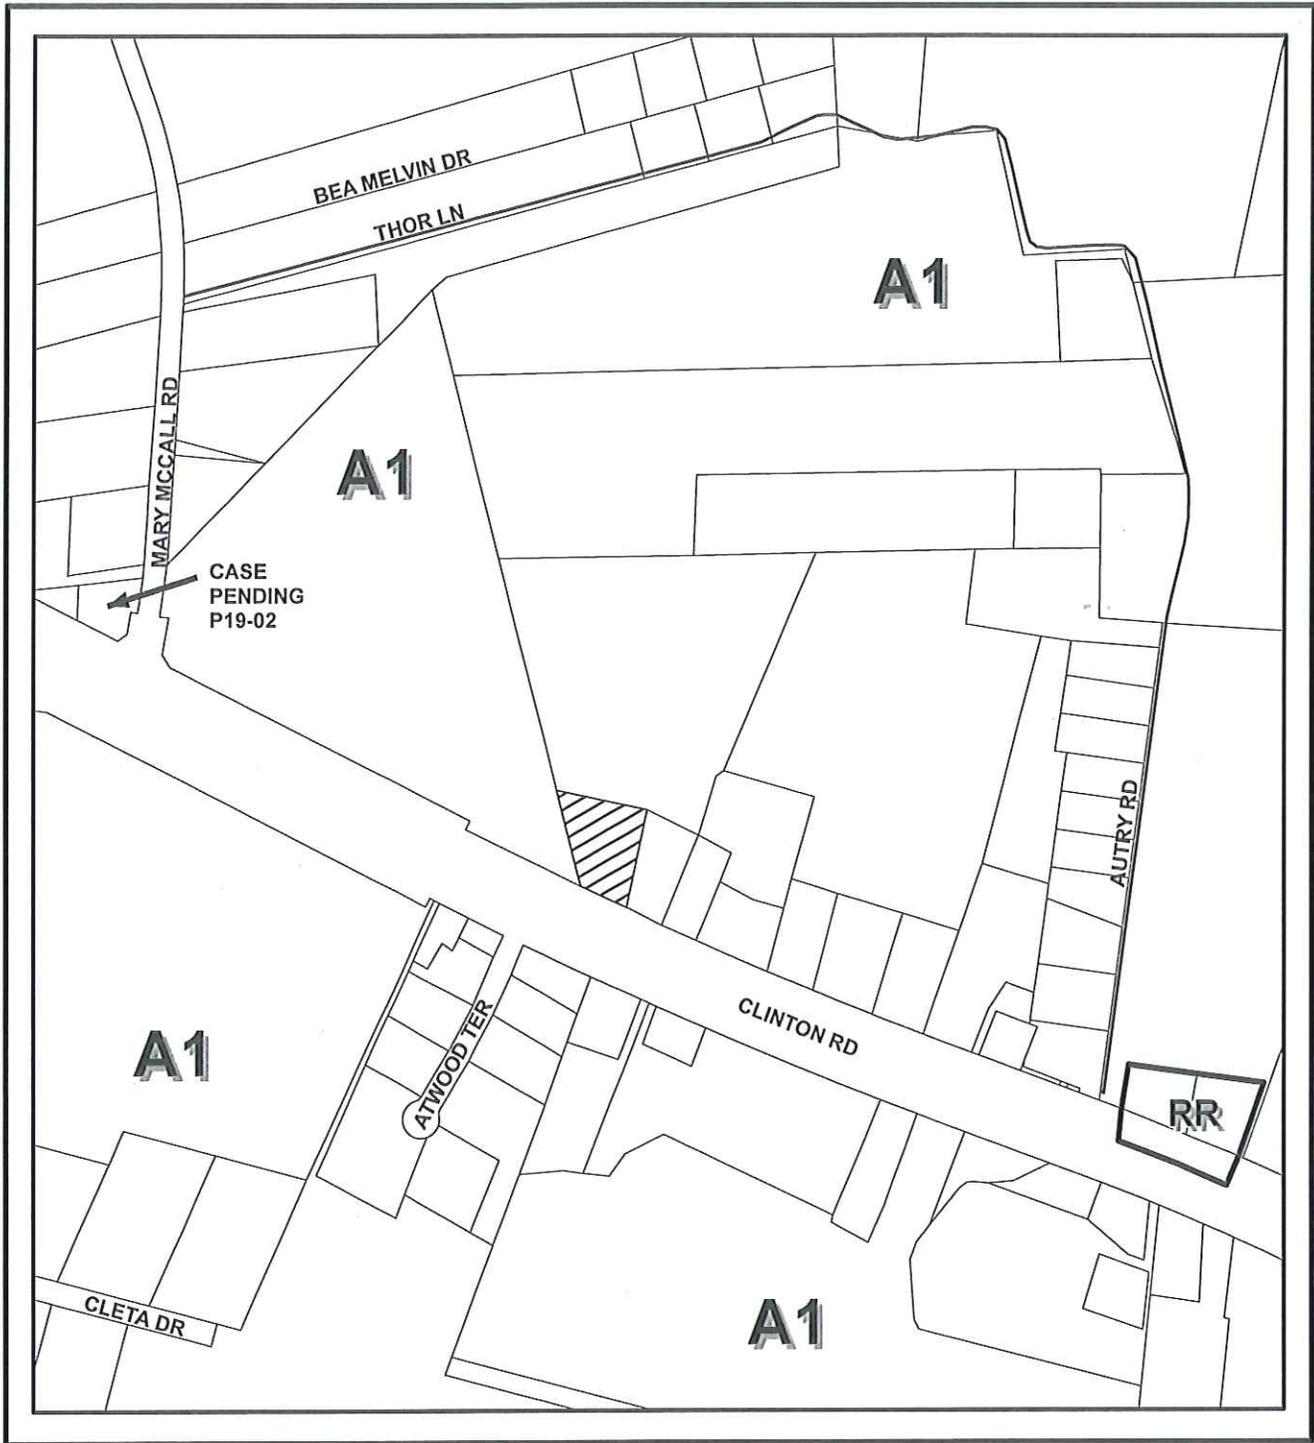 BEA MELVIN DR
THOR LN
A1
MARY MCCALL RD
A1
CASE
PENDING
P19-02
AUTRY RD
CLINTON RD
A1
ATWOOD TER
RR
CLETA DR
A1